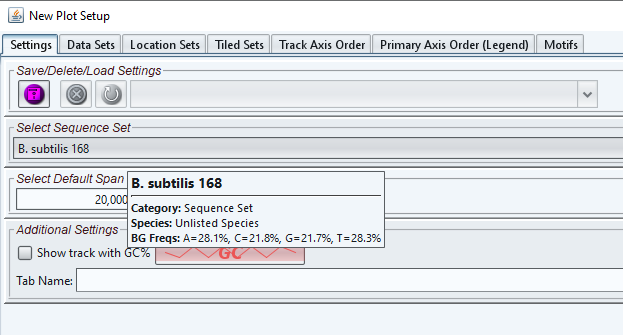 New Plot Setup
Settings Data Sets Location Sets Tiled Sets Track Axis Order Primary Axis Order (Legend) Motifs
Save/Delete/Load Settings
Select Sequence Set
B. subtilis 168
Select Default Span
20,000
B. subtilis 168
Category: Sequence Set
Species: Unlisted Species
BG Freqs: A=28.1%, C=21.8%, G=21.7%, T=28.3%
Additional Settings
Show track with GC% GC
Tab Name: